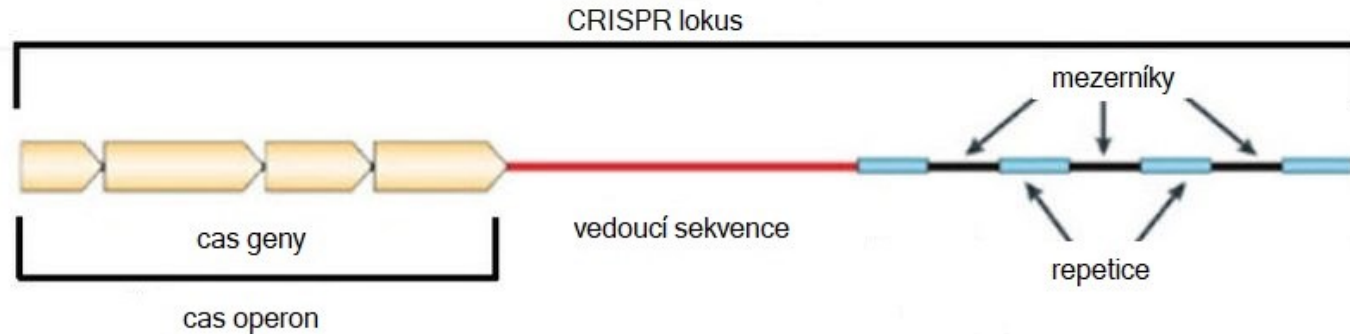 CRISPR lokus
mezerníky
cas geny
vedoucí sekvence
repetice
cas operon